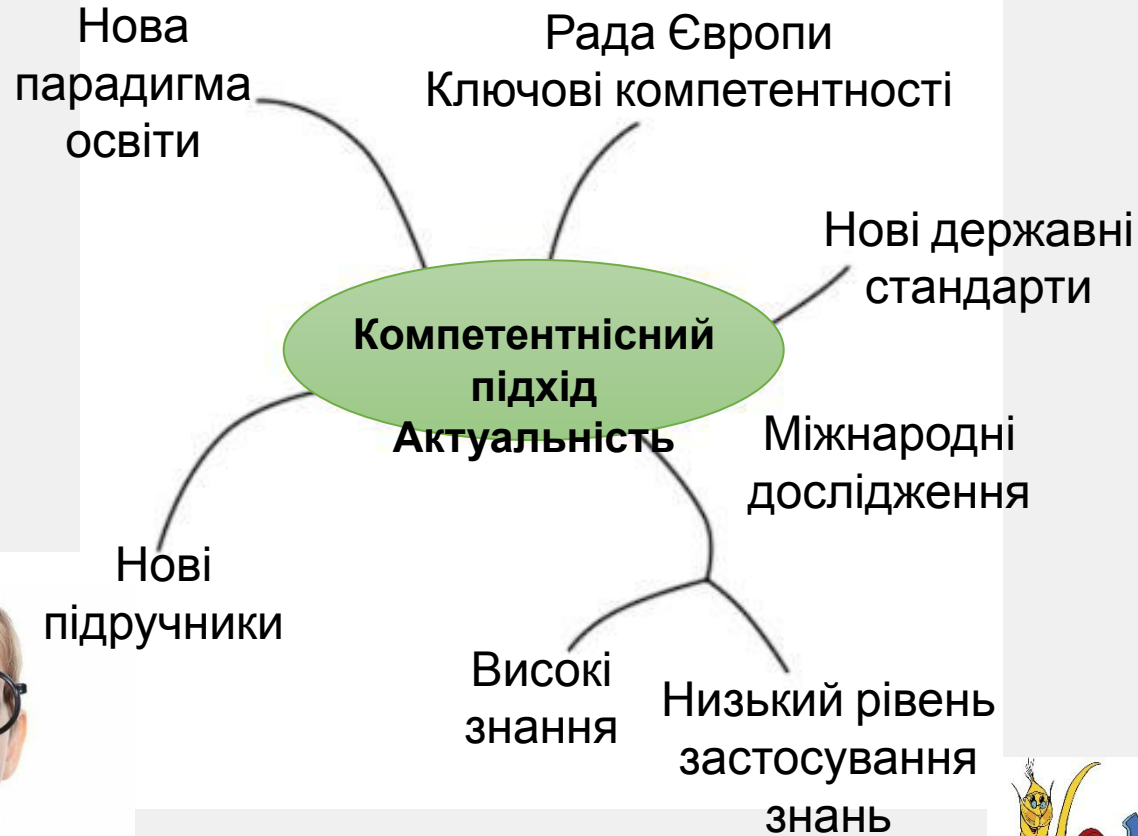 Нова
парадигма
освіти
Рада Європи
Ключові компетентності
Нові державні
стандарти
Компетентнісний
підхід
Актуальність
Міжнародні
дослідження
Нові
підручники
Високі
знання
Низький рівень
застосування
знань